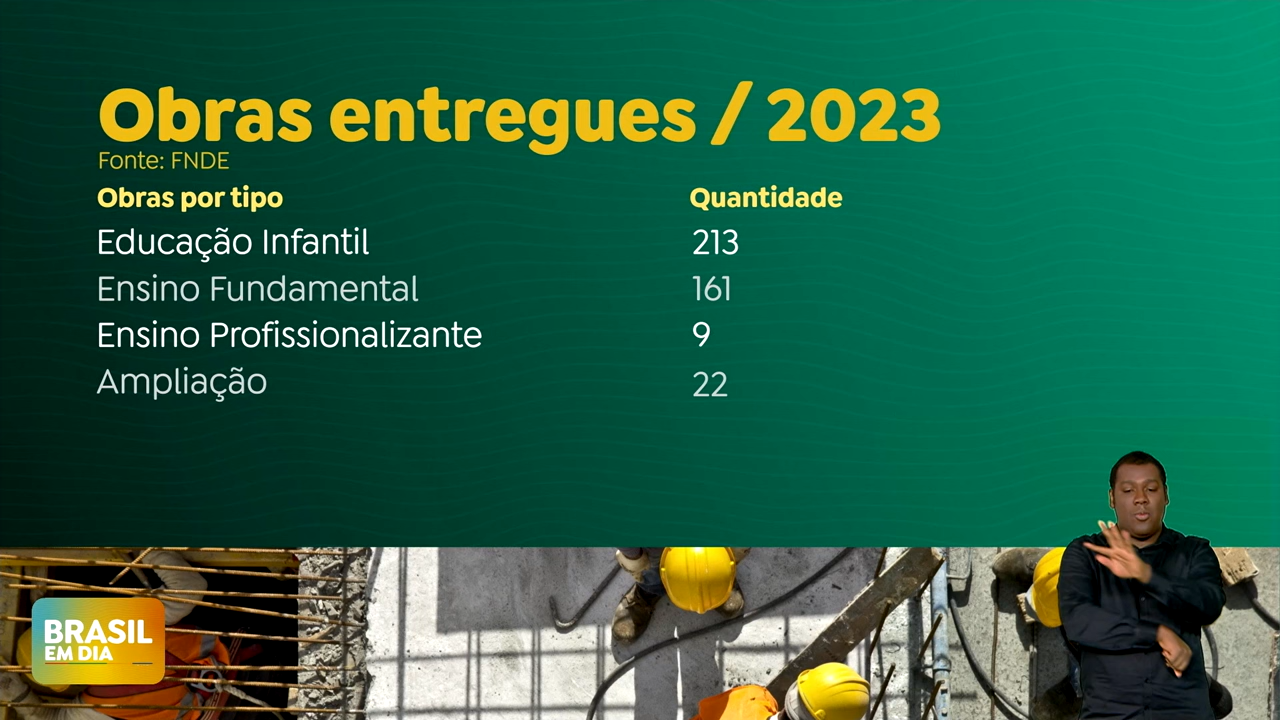 Obras entregues / 2023
Fonte: FNDE
Obras por tipo Quantidade
Educação Infantil 213
Ensino Fundamental 161
Ensino Profissionalizante 9
Ampliação 22
BRASIL
EM DIA